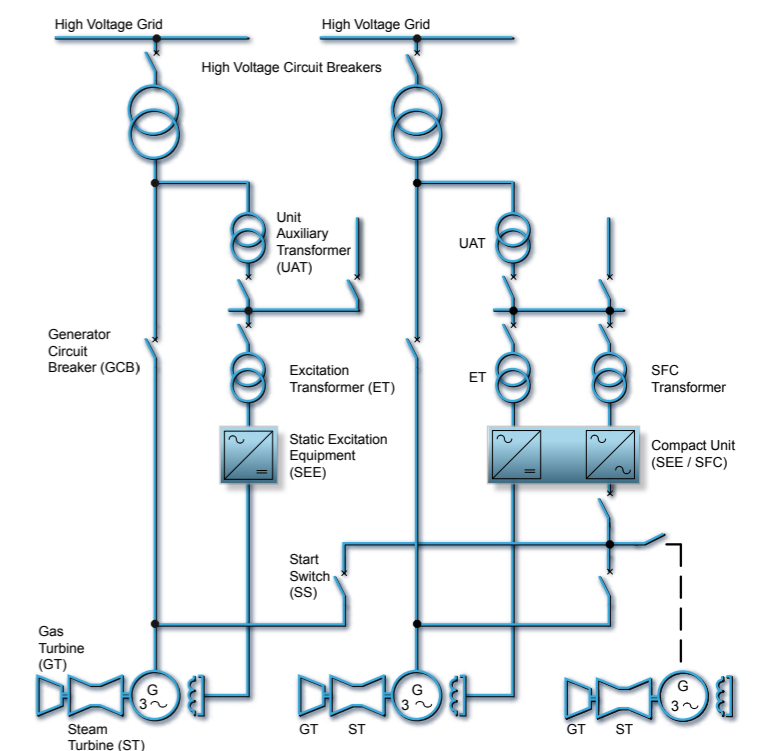 High Voltage Grid
High Voltage Grid
High Voltage Circuit Breakers
Unit
Auxiliary
Transformer
(UAT)
UAT
Generator
Circuit
Breaker (GCB)
Excitation
Transformer (ET)
ET
SFC
Transformer
Static Excitation
Equipment
(SEE)
Compact Unit
(SEE / SFC)
Start
Switch
(SS)
Gas
Turbine
(GT)
G
3~
G
3~
G
3~
Steam
Turbine (ST)
GT
ST
GT
ST